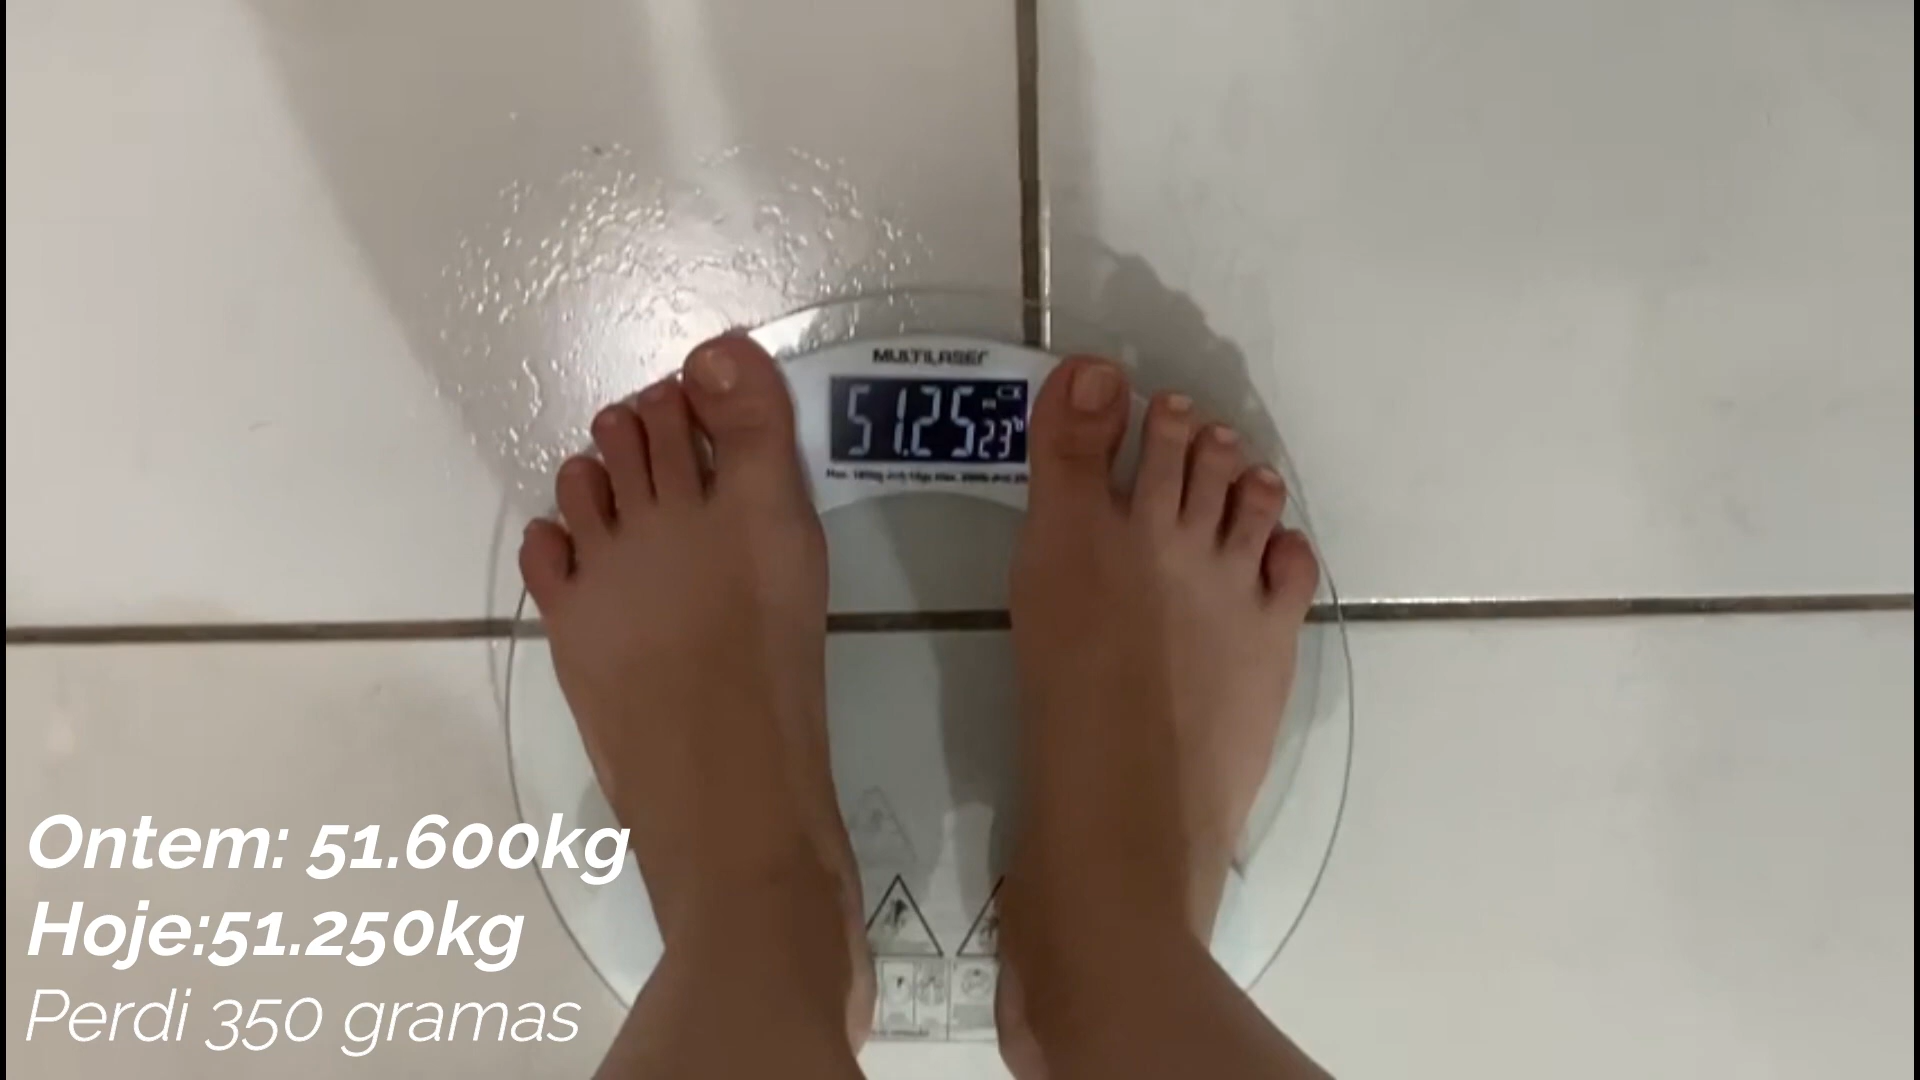 MULTILASER
51.25
23°
Ontem: 51.600kg
Hoje:51.250kg
Perdi 350 gramas